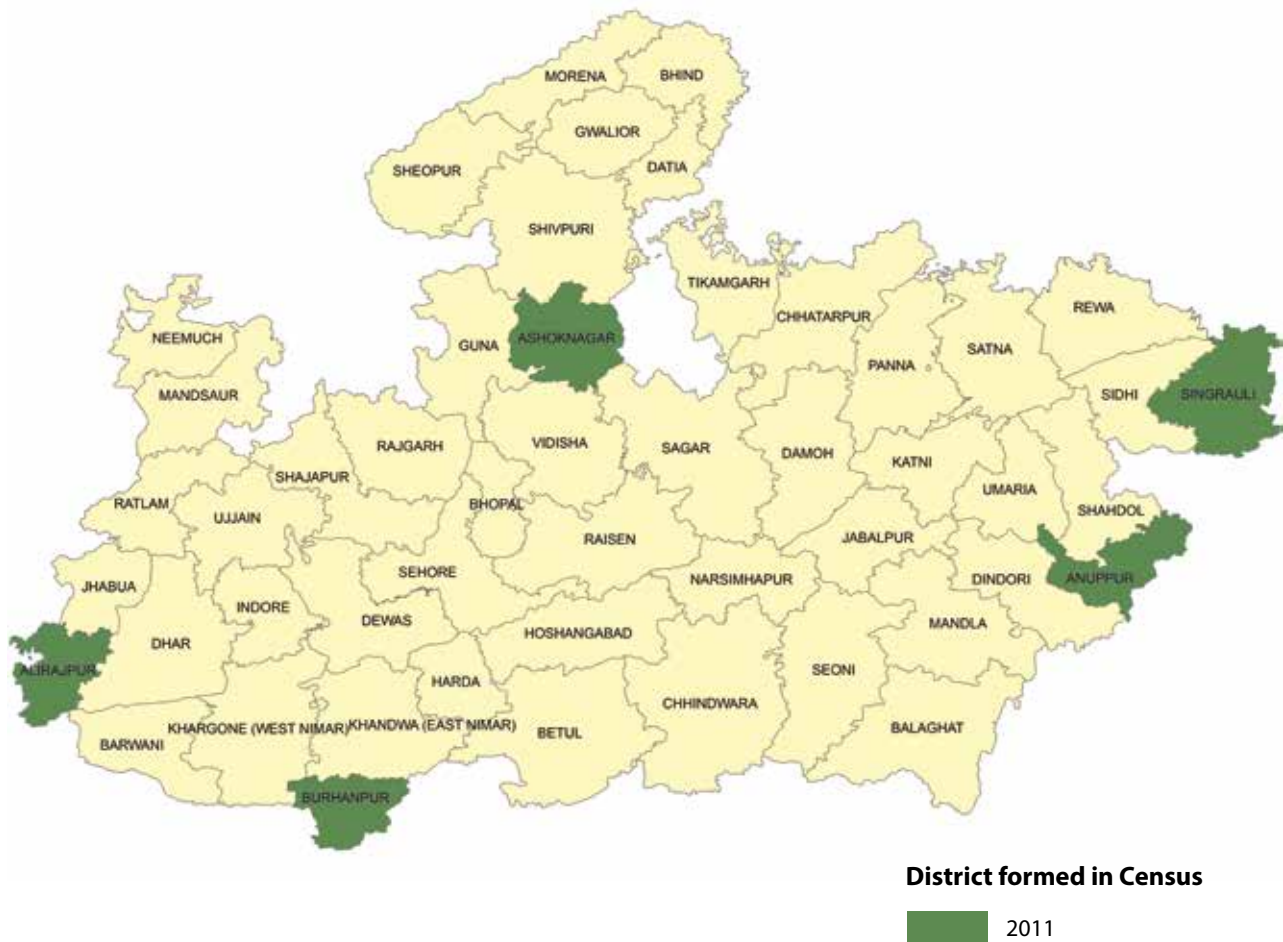 MORENA
BHIND
GWALIOR
SHEOPUR
DATIA
SHIVPURI
TIKAMGARH
REWA
CHHATARPUR
NEEMUCH
GUNA
ASHOKNAGAR
SATNA
PANNA
MANDSAUR
SIDHI
SINGRAULI
RAJGARH
VIDISHA
SAGAR
DAMOH
KATNI
SHAJAPUR
UMARIA
RATLAM
BHOPAL
SHAHDOL
UJJAIN
RAISEN
JABALPUR
SEHORE
NARSIMHAPUR
DINDORI
ANUPPUR
JHABUA
INDORE
DEWAS
MANDLA
HOSHANGABAD
DHAR
ALIRAJPUR
SEONI
HARDA
CHHINDWARA
KHARGONE (WEST NIMAR)
KHANDWA (EAST NIMAR)
BETUL
BALAGHAT
BARWANI
BURHANPUR
District formed in Census
2011